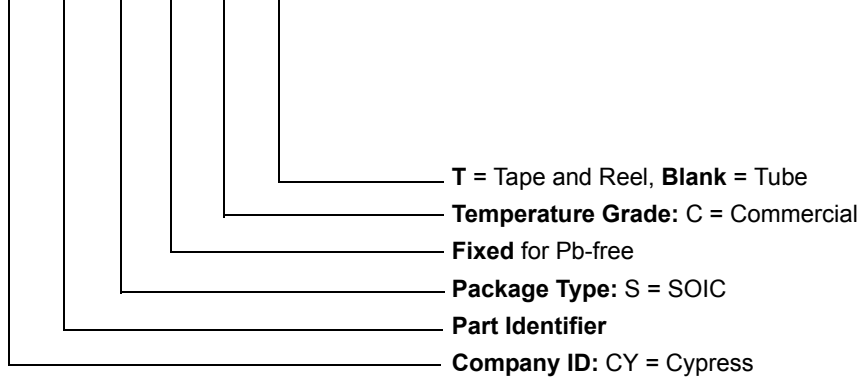 T = Tape and Reel, Blank = Tube
Temperature Grade: C = Commercial
Fixed for Pb-free
Package Type: S = SOIC
Part Identifier
Company ID: CY = Cypress